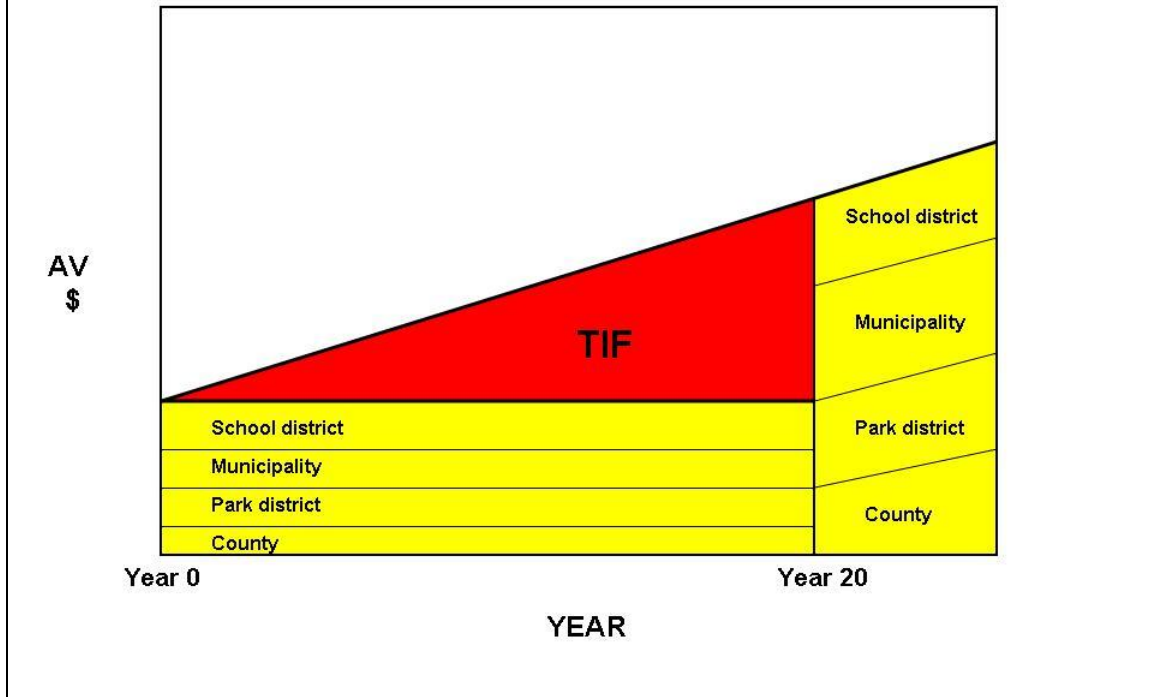 AV
$
TIF
School district
Municipality
Park district
County
School district
Municipality
Park district
County
Year 0
Year 20
YEAR